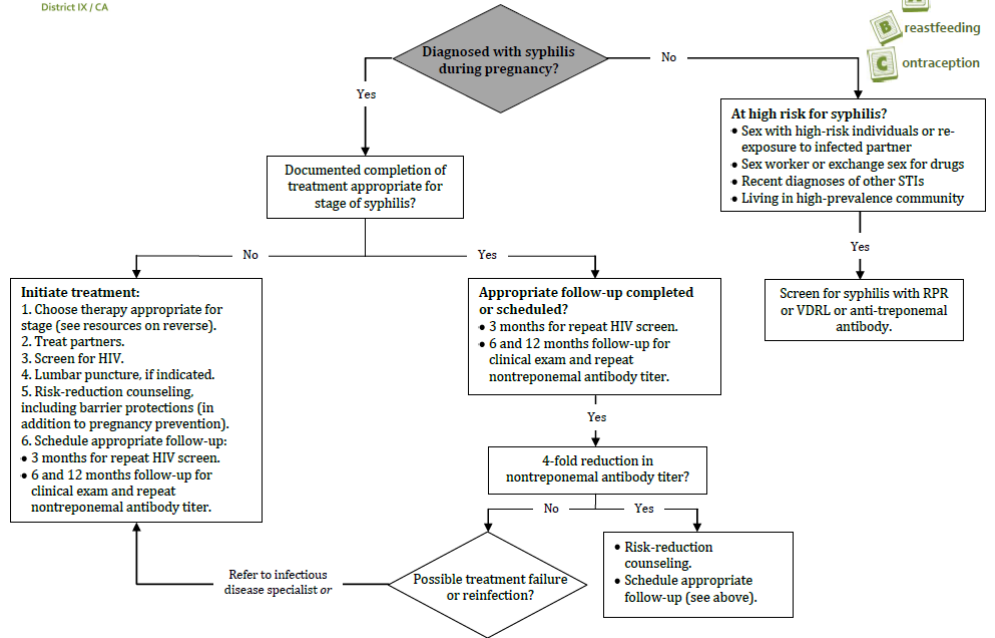 District IX / CA
B reastfeeding
C ontraception
Diagnosed with syphilis
during pregnancy?
No
Yes
At high risk for syphilis?
• Sex with high-risk individuals or re-
exposure to infected partner
• Sex worker or exchange sex for drugs
• Recent diagnoses of other STIs
• Living in high-prevalence community
Documented completion of
treatment appropriate for
stage of syphilis?
Yes
No
Yes
Screen for syphilis with RPR
or VDRL or anti-treponemal
antibody.
Initiate treatment:
1. Choose therapy appropriate for
stage (see resources on reverse).
2. Treat partners.
3. Screen for HIV.
4. Lumbar puncture, if indicated.
5. Risk-reduction counseling,
including barrier protections (in
addition to pregnancy prevention).
6. Schedule appropriate follow-up:
• 3 months for repeat HIV screen.
• 6 and 12 months follow-up for
clinical exam and repeat
nontreponemal antibody titer.
Appropriate follow-up completed
or scheduled?
• 3 months for repeat HIV screen.
• 6 and 12 months follow-up for
clinical exam and repeat
nontreponemal antibody titer.
Yes
4-fold reduction in
nontreponemal antibody titer?
No
Yes
Possible treatment failure
or reinfection?
• Risk-reduction
counseling.
• Schedule appropriate
follow-up (see above).
Refer to infectious
disease specialist or